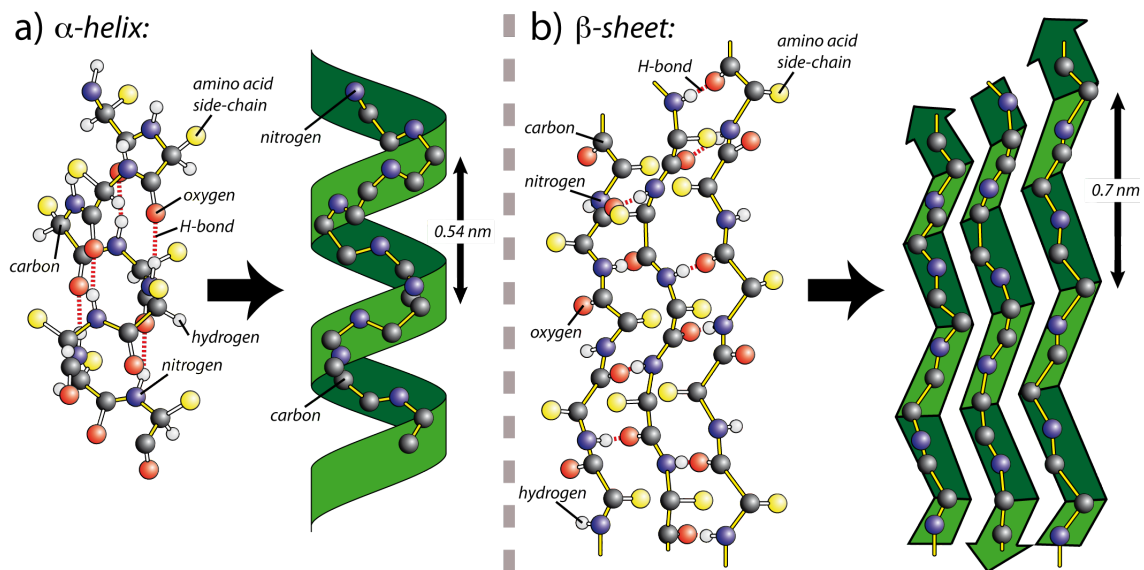 a) α-helix:
amino acid
side-chain
nitrogen
oxygen
H-bond
carbon
hydrogen
nitrogen
carbon
0.54 nm
b) β-sheet:
H-bond
amino acid
side-chain
carbon
nitrogen
oxygen
hydrogen
0.7 nm